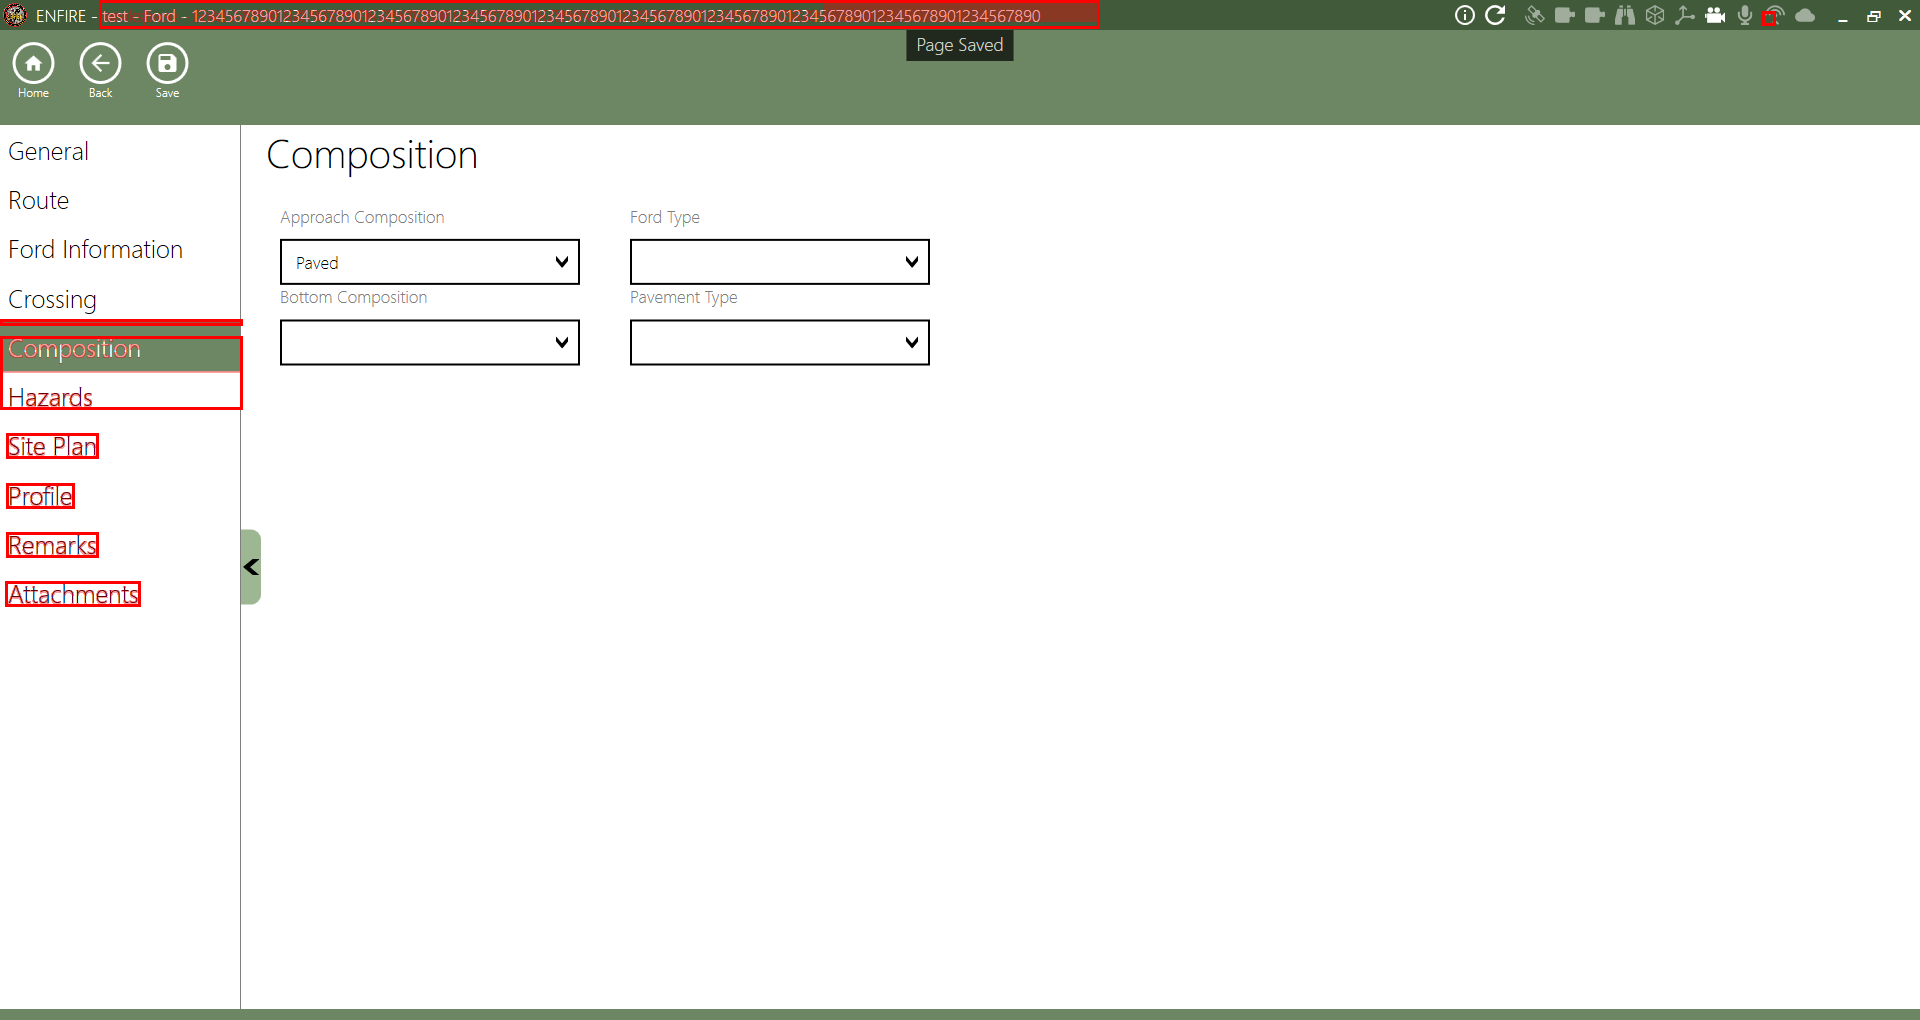 ENFIRE - test - Ford - 1234567890123456789012345678901234567890123456789012345678901234567890123456789012345678901234567890
Page Saved
Home Back Save
General
Route
Ford Information
Crossing
Composition
Hazards
Site Plan
Profile
Remarks
Attachments
Composition
Approach Composition Ford Type
Paved
Bottom Composition Pavement Type